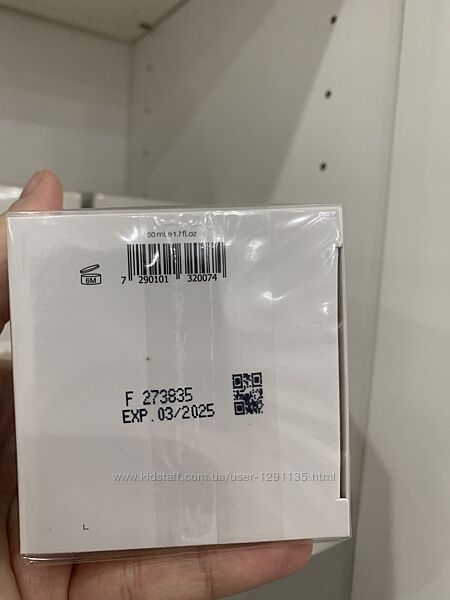 50 ml e 1.7 fl.oz
6M
7 290101 320074
F 273835
EXP. 03/2025
www.kidstaff.com.ua/user-1291135.html
L